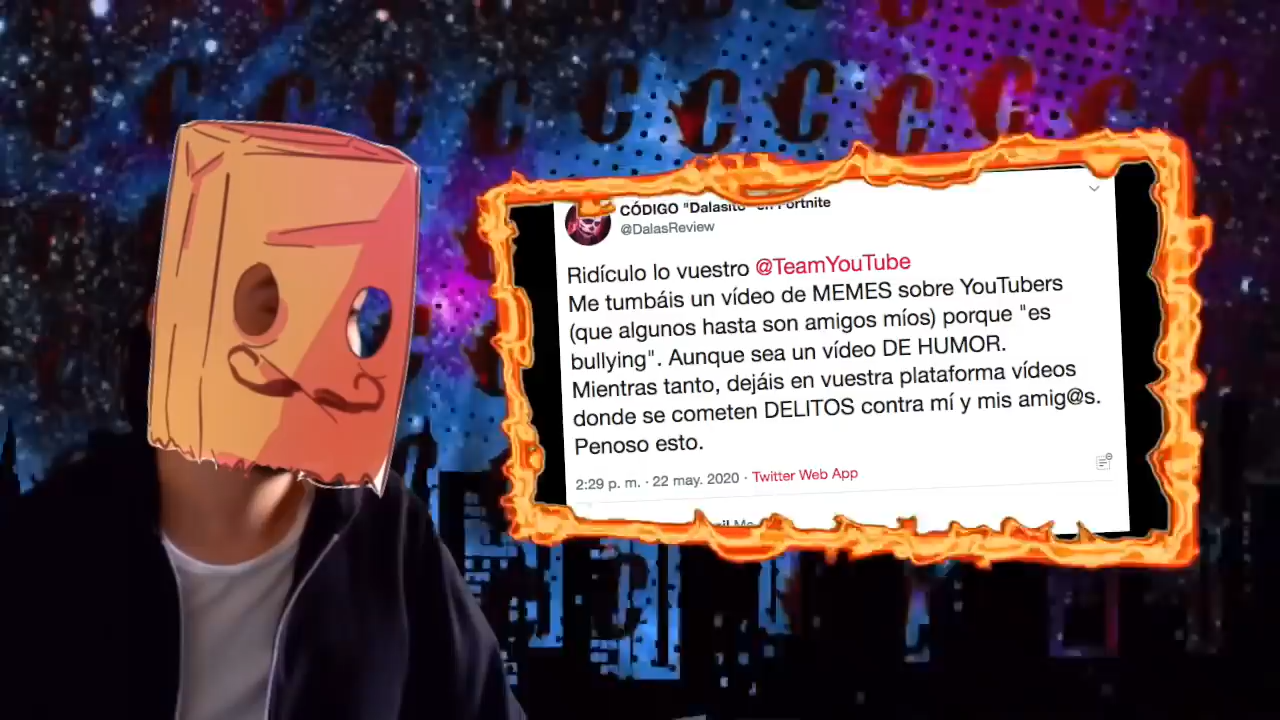 CÓDIGO "Dalasito" en Fortnite
@DalasReview
Ridículo lo vuestro @TeamYouTube
Me tumbáis un vídeo de MEMES sobre YouTubers
(que algunos hasta son amigos míos) porque "es
bullying". Aunque sea un vídeo DE HUMOR.
Mientras tanto, dejáis en vuestra plataforma vídeos
donde se cometen DELITOS contra mí y mis amig@s.
Penoso esto.
2:29 p. m. · 22 may. 2020 · Twitter Web App